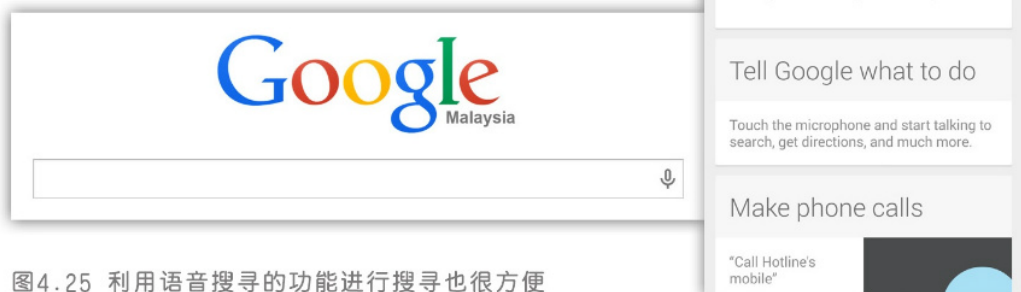 Google
Malaysia
图4.25 利用语音搜寻的功能进行搜寻也很方便
Tell Google what to do
Touch the microphone and start talking to
search, get directions, and much more.
Make phone calls
“Call Hotline's
mobile”